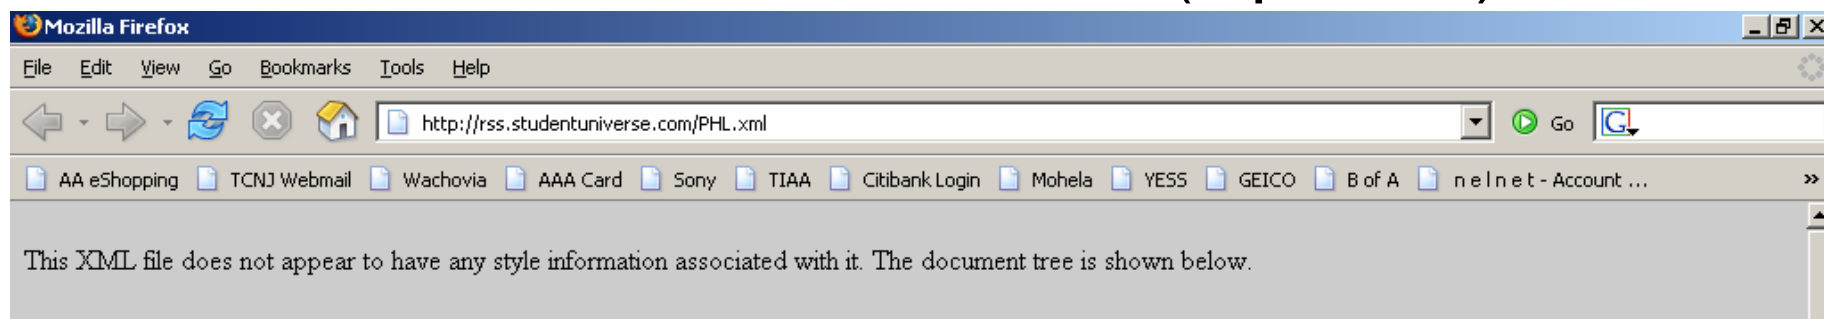 Mozilla Firefox
File Edit View Go Bookmarks Tools Help
http://rss.studentuniverse.com/PHL.xml Go G
AA eShopping TCNJ Webmail Wachovia AAA Card Sony TIAA Citibank Login Mohela YESS GEICO B of A n e l n e t - Account ... »
This XML file does not appear to have any style information associated with it. The document tree is shown below.